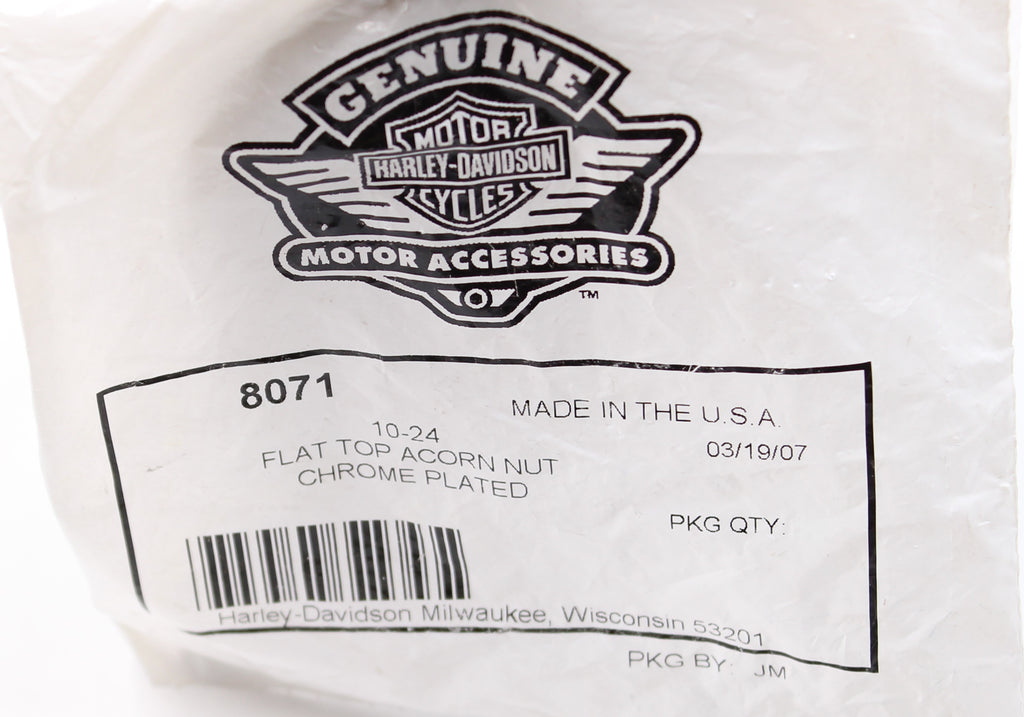 GENUINE
MOTOR
HARLEY-DAVIDSON
CYCLES
MOTOR ACCESSORIES
TM
8071
MADE IN THE U.S.A.
10-24
03/19/07
FLAT TOP ACORN NUT
CHROME PLATED
PKG QTY:
Harley-Davidson Milwaukee, Wisconsin 53201
PKG BY: JM